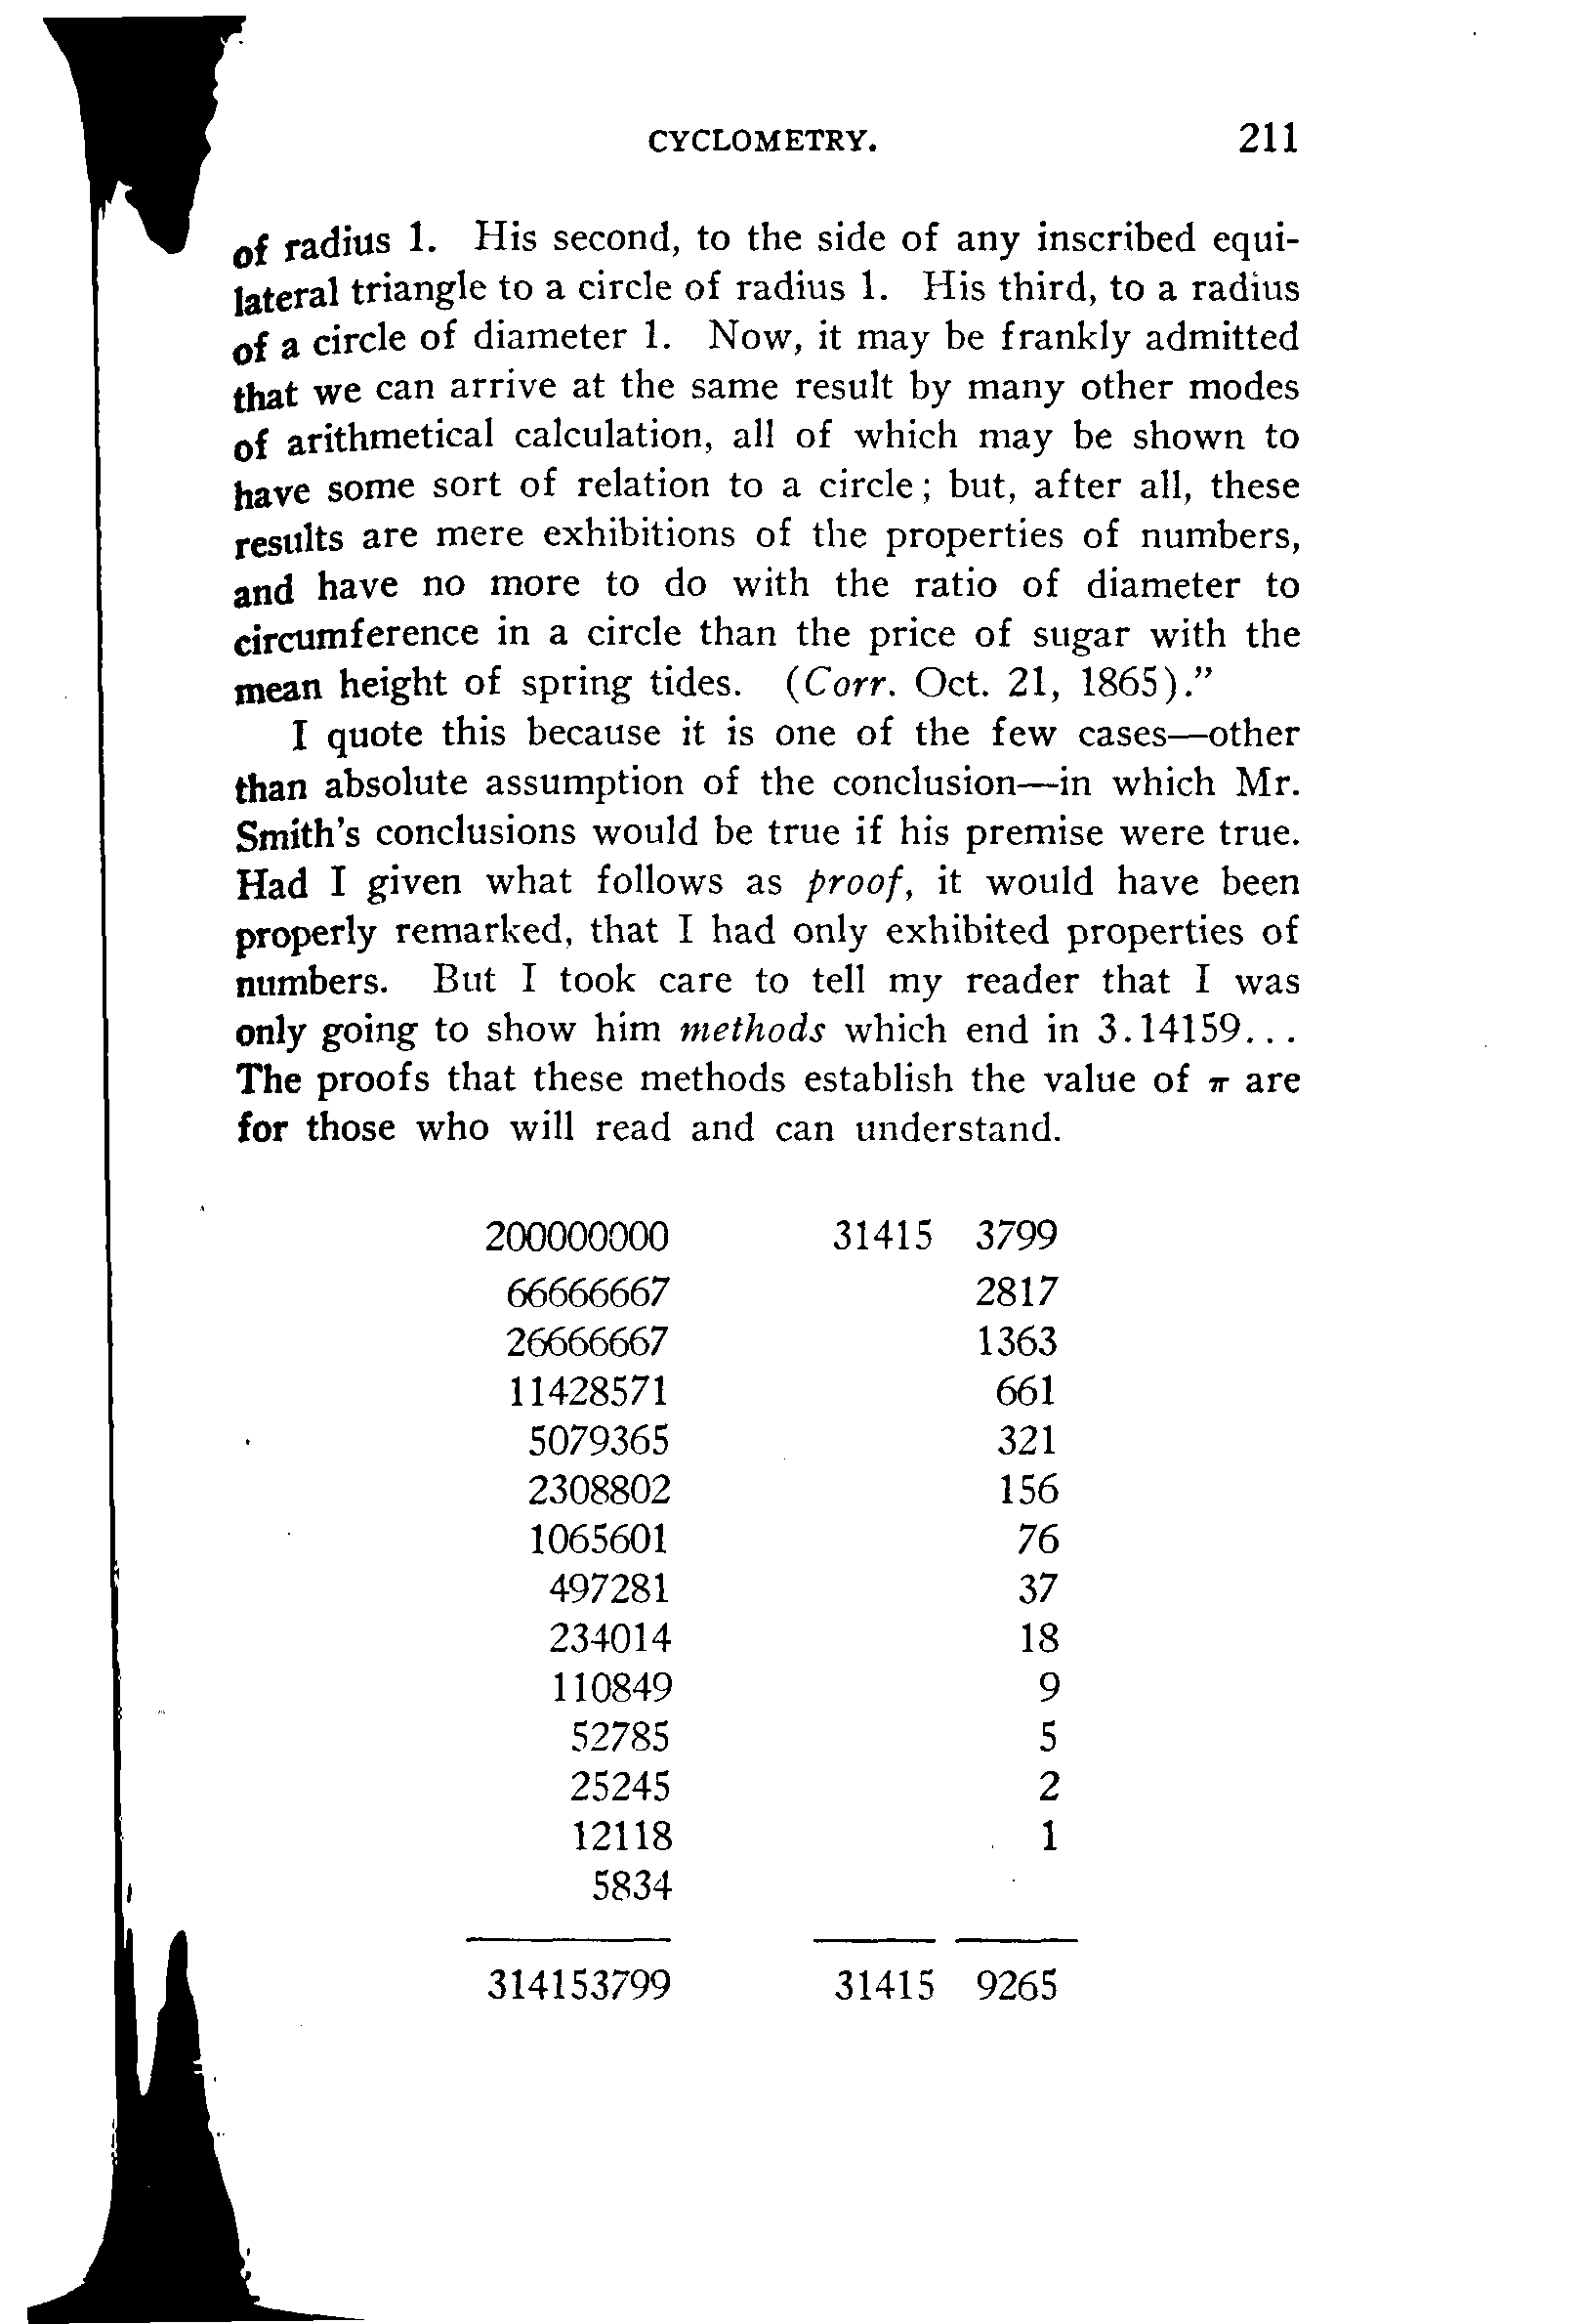 CYCLOMETRY. 211
of radius 1. His second, to the side of any inscribed equi-
lateral triangle to a circle of radius 1. His third, to a radius
of a circle of diameter 1. Now, it may be frankly admitted
that we can arrive at the same result by many other modes
of arithmetical calculation, all of which may be shown to
have some sort of relation to a circle; but, after all, these
results are mere exhibitions of the properties of numbers,
and have no more to do with the ratio of diameter to
circumference in a circle than the price of sugar with the
mean height of spring tides. (Corr. Oct. 21, 1865)."
I quote this because it is one of the few cases—other
than absolute assumption of the conclusion—in which Mr.
Smith's conclusions would be true if his premise were true.
Had I given what follows as proof, it would have been
properly remarked, that I had only exhibited properties of
numbers. But I took care to tell my reader that I was
only going to show him methods which end in 3.14159...
The proofs that these methods establish the value of π are
for those who will read and can understand.
200000000 31415 3799
66666667 2817
26666667 1363
11428571 661
5079365 321
2308802 156
1065601 76
497281 37
234014 18
110849 9
52785 5
25245 2
12118 1
5834
314153799 31415 9265